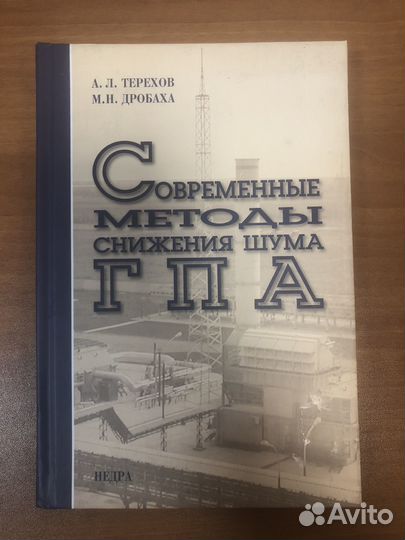 А. Л. ТЕРЕХОВ
М.Н. ДРОБАХА
СОВРЕМЕННЫЕ
МЕТОДЫ
СНИЖЕНИЯ ШУМА
ГПА
НЕДРА
Avito